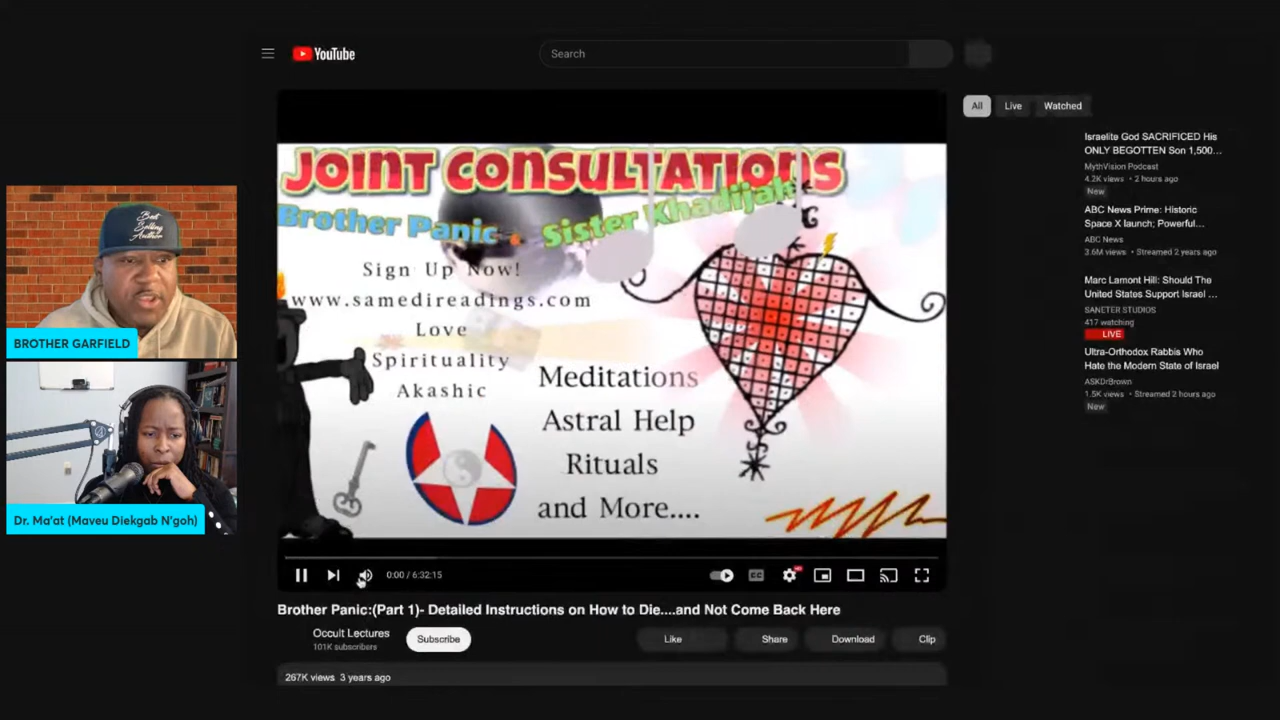 YouTube
Search
All
Live
Watched
JOINT CONSULTATIONS
Brother Panic
Sister Khadijah
Sign Up Now!
www.samedireadings.com
Love
Spirituality
Akashic
Meditations
Astral Help
Rituals
and More....
0:00 / 6:32:15
CC
HD
Brother Panic:(Part 1)- Detailed Instructions on How to Die....and Not Come Back Here
Occult Lectures
101K subscribers
Subscribe
Like
Share
Download
Clip
267K views 3 years ago
Israelite God SACRIFICED His
ONLY BEGOTTEN Son 1,500...
MythVision Podcast
4.2K views • 2 hours ago
New
ABC News Prime: Historic
Space X launch; Powerful...
ABC News
3.6M views • Streamed 2 years ago
Marc Lamont Hill: Should The
United States Support Israel ...
SANETER STUDIOS
417 watching
LIVE
Ultra-Orthodox Rabbis Who
Hate the Modern State of Israel
ASKDrBrown
1.5K views • Streamed 2 hours ago
New
Best
Selling
Author
BROTHER GARFIELD
Dr. Ma'at (Maveu Diekgab N'goh)